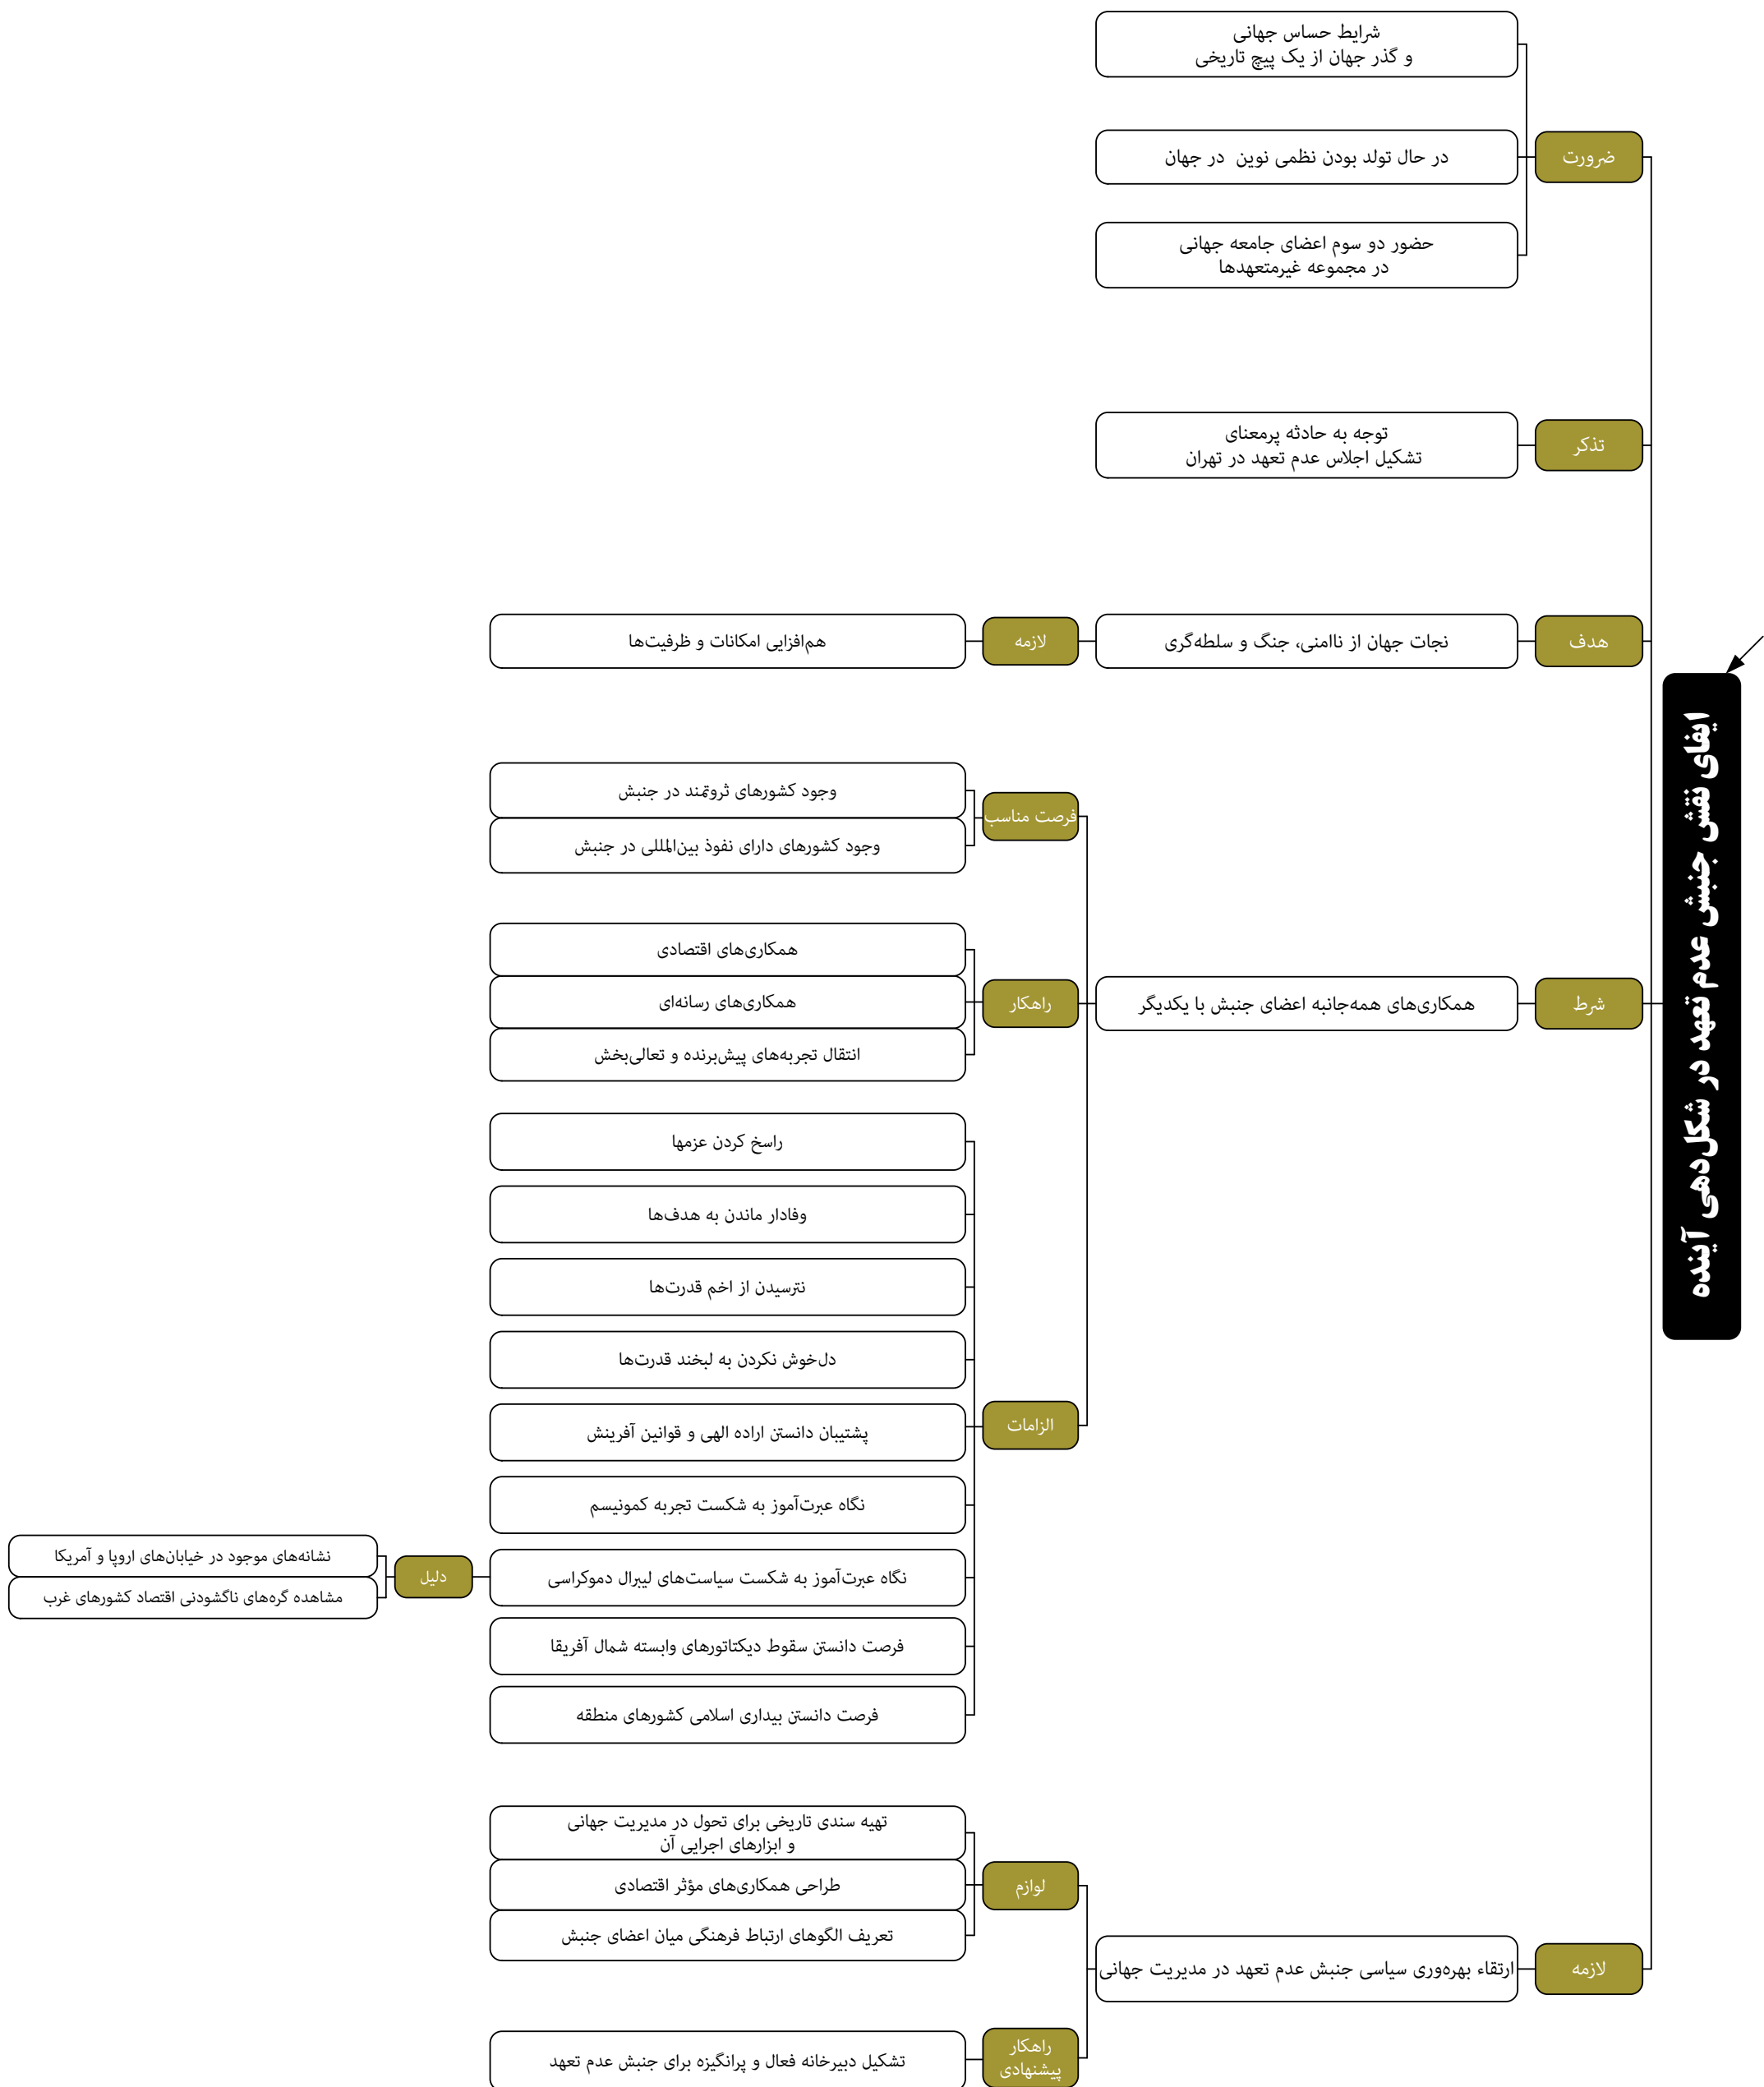 ایفای نقش جنبش عدم تعهد در شکل‌دهی آینده
ضرورت
شرایط حساس جهانی
و گذر جهان از یک پیچ تاریخی
در حال تولد بودن نظمی نوین در جهان
حضور دو سوم اعضای جامعه جهانی
در مجموعه غیرمتعهدها
تذکر
توجه به حادثه پرمعنای
تشکیل اجلاس عدم تعهد در تهران
هدف
نجات جهان از ناامنی، جنگ و سلطه‌گری
لازمه
هم‌افزایی امکانات و ظرفیت‌ها
شرط
همکاری‌های همه‌جانبه اعضای جنبش با یکدیگر
فرصت مناسب
وجود کشورهای ثروتمند در جنبش
وجود کشورهای دارای نفوذ بین‌المللی در جنبش
راهکار
همکاری‌های اقتصادی
همکاری‌های رسانه‌ای
انتقال تجربه‌های پیش‌برنده و تعالی‌بخش
الزامات
راسخ کردن عزمها
وفادار ماندن به هدف‌ها
نترسیدن از اخم قدرت‌ها
دل‌خوش نکردن به لبخند قدرت‌ها
پشتیبان دانستن اراده الهی و قوانین آفرینش
نگاه عبرت‌آموز به شکست تجربه کمونیسم
نگاه عبرت‌آموز به شکست سیاست‌های لیبرال دموکراسی
دلیل
نشانه‌های موجود در خیابان‌های اروپا و آمریکا
مشاهده گره‌های ناگشودنی اقتصاد کشورهای غرب
فرصت دانستن سقوط دیکتاتورهای وابسته شمال آفریقا
فرصت دانستن بیداری اسلامی کشورهای منطقه
لازمه
ارتقاء بهره‌وری سیاسی جنبش عدم تعهد در مدیریت جهانی
لوازم
تهیه سندی تاریخی برای تحول در مدیریت جهانی
و ابزارهای اجرایی آن
طراحی همکاری‌های مؤثر اقتصادی
تعریف الگوهای ارتباط فرهنگی میان اعضای جنبش
راهکار
پیشنهادی
تشکیل دبیرخانه فعال و پرانگیزه برای جنبش عدم تعهد